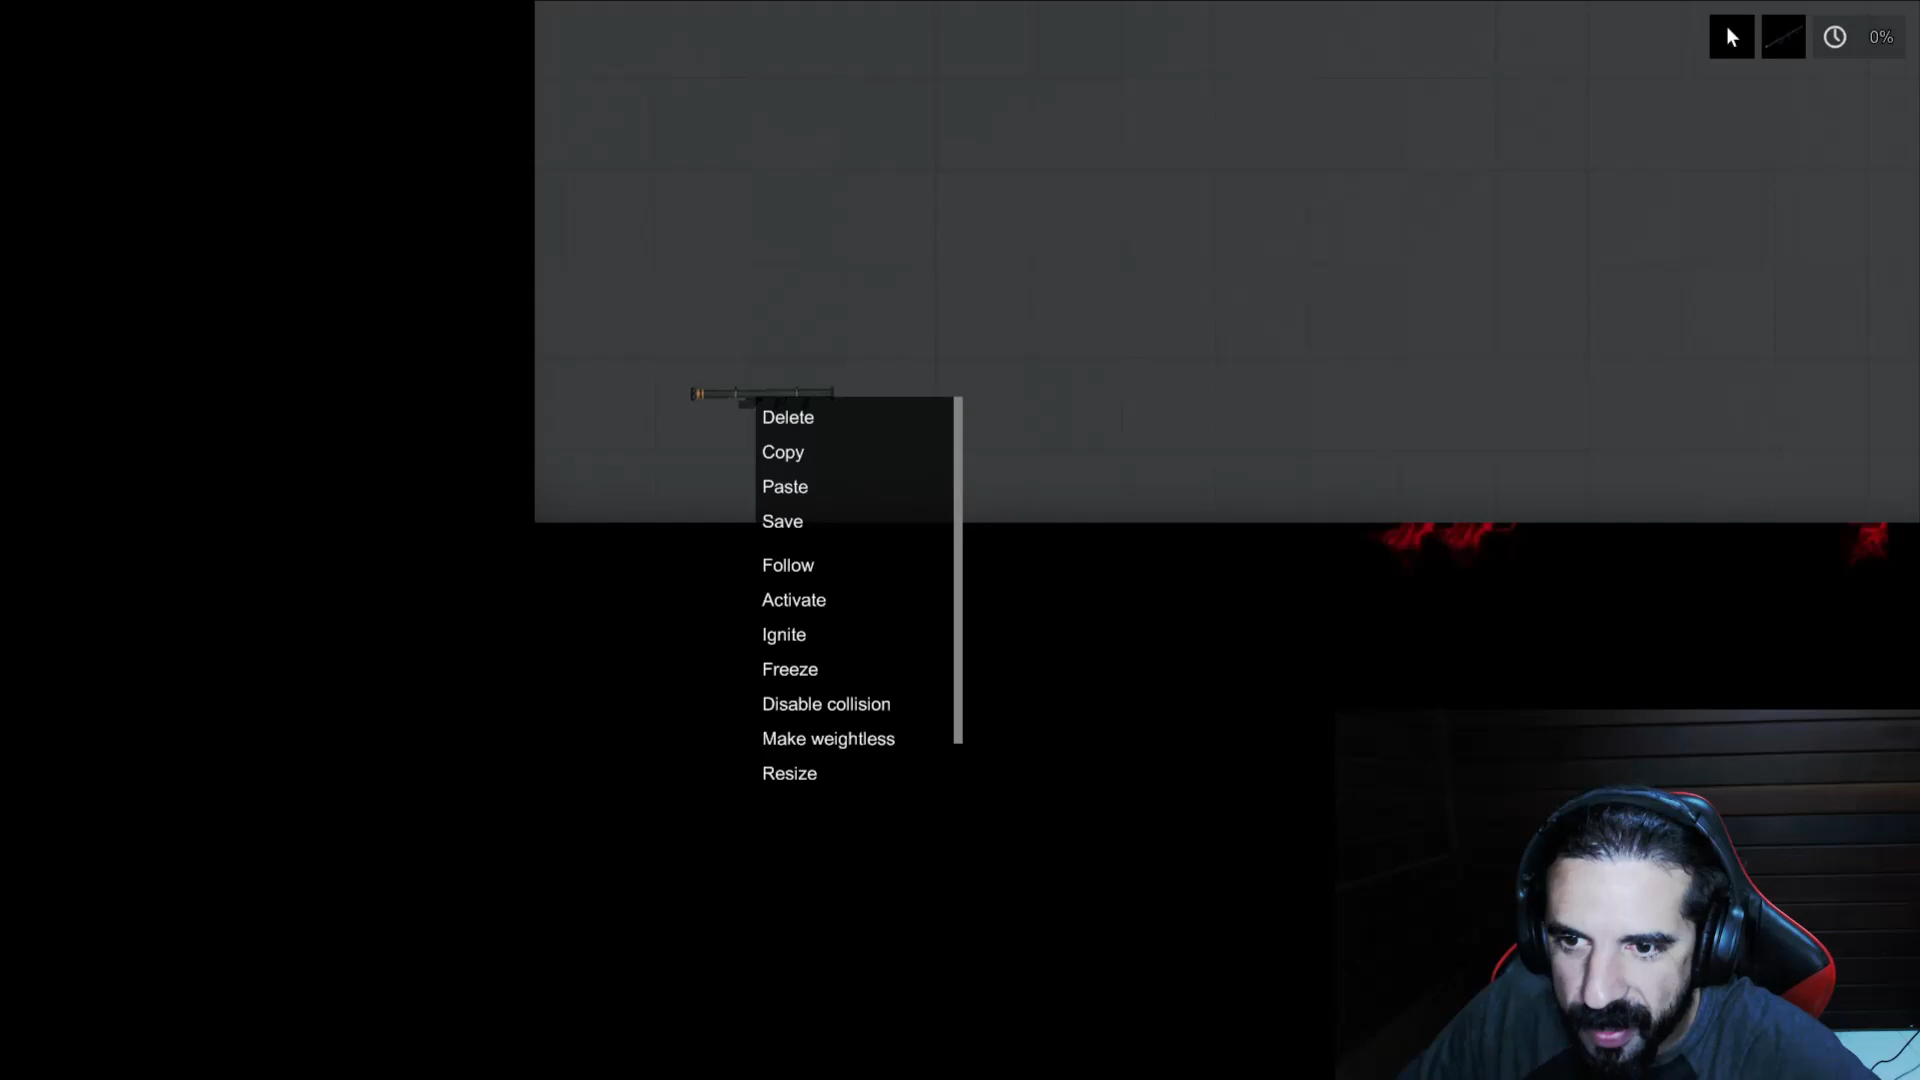 0%
Delete
Copy
Paste
Save
Follow
Activate
Ignite
Freeze
Disable collision
Make weightless
Resize